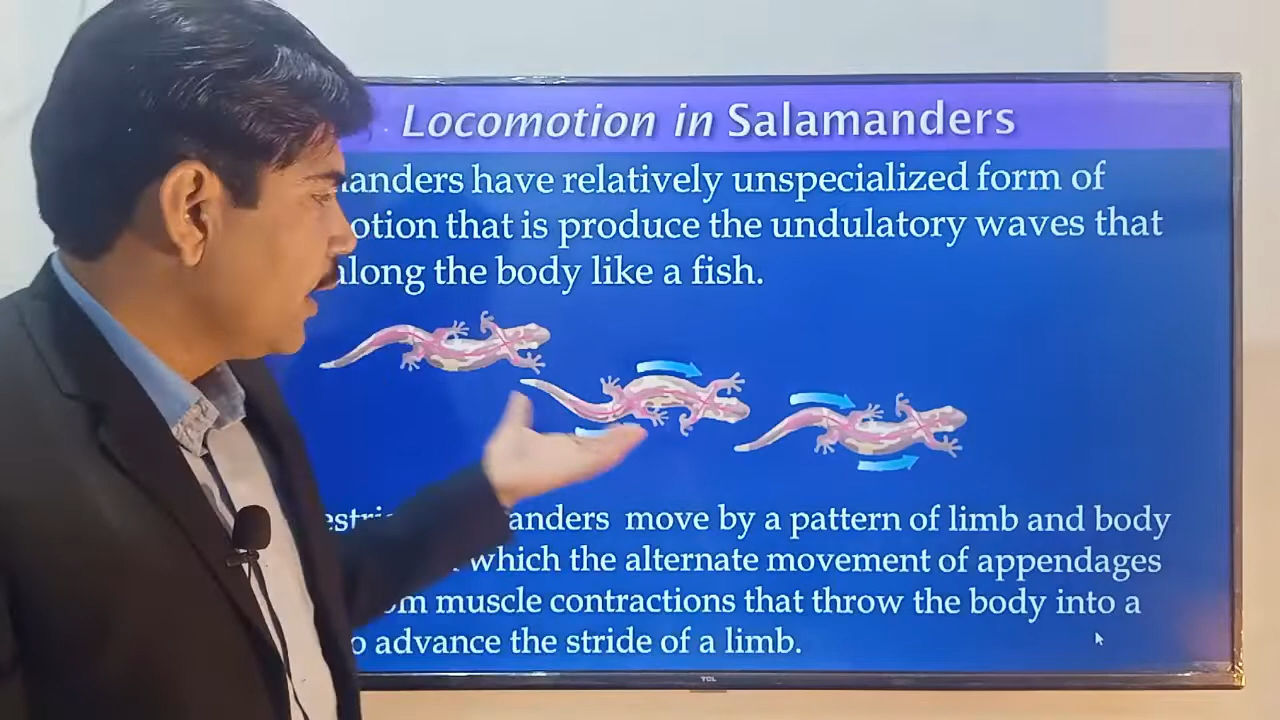 Locomotion in Salamanders
anders have relatively unspecialized form of
otion that is produce the undulatory waves that
along the body like a fish.
anders move by a pattern of limb and body
which the alternate movement of appendages
om muscle contractions that throw the body into a
o advance the stride of a limb.
TCL